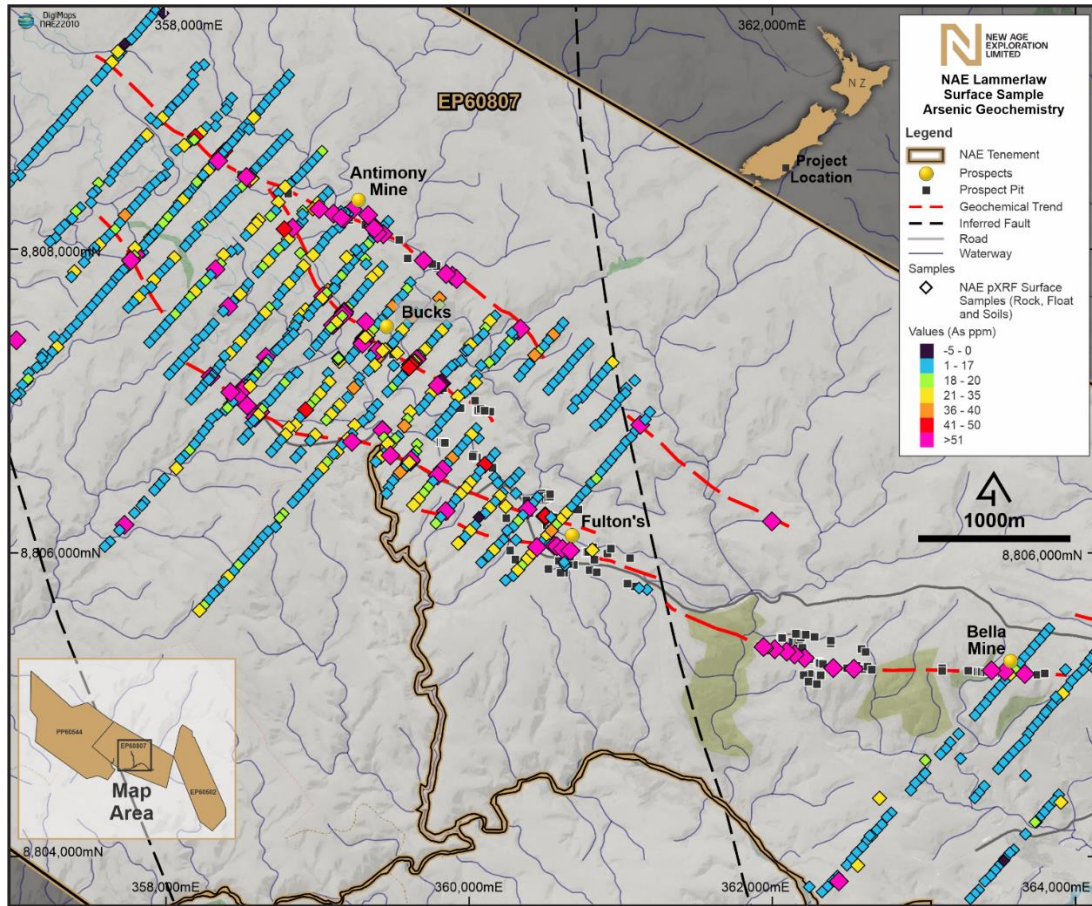 DigiMaps
NAE22010
358,000mE
362,000mE
EP60807
NZ
Project
Location
NEW AGE
EXPLORATION
LIMITED
NAE Lammerlaw
Surface Sample
Arsenic Geochemistry
Legend
NAE Tenement
Prospects
Prospect Pit
Geochemical Trend
Inferred Fault
Road
Waterway
Samples
NAE pXRF Surface
Samples (Rock, Float
and Soils)
Values (As ppm)
-5 - 0
1 - 17
18 - 20
21 - 35
36 - 40
41 - 50
>51
Antimony
Mine
8,808,000mN
Bucks
1000m
Fulton's
8,806,000mN
8,806,000mN
Bella
Mine
PP60544
EP60807
EP60502
Map
Area
8,804,000mN
358,000mE
360,000mE
362,000mE
364,000mE